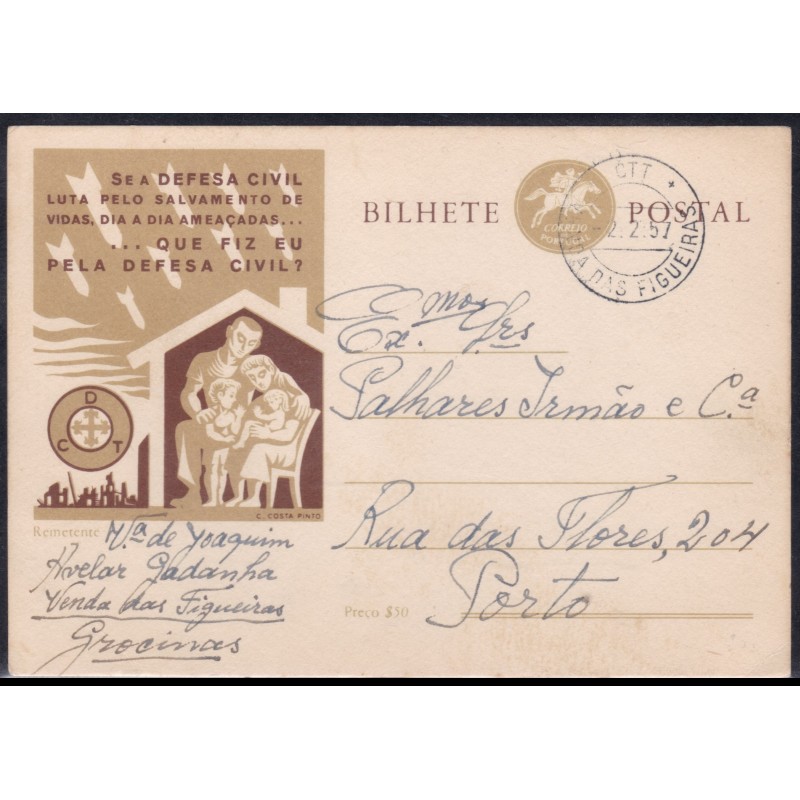 SE A DEFESA CIVIL
LUTA PELO SALVAMENTO DE
VIDAS, DIA A DIA AMEAÇADAS...
... QUE FIZ EU
PELA DEFESA CIVIL?
D
C T
C. COSTA PINTO
BILHETE POSTAL
CORREIO
PORTUGAL
CTT *
-2.2.57
DAS FIGUEIRAS
Ex.mos Srs
Palhares Irmão e C.ª
Rua das Flores, 204
Porto
Preço $50
Remetente V.ª de Joaquim
Avelar Gadanha
Venda das Figueiras
Grocinas